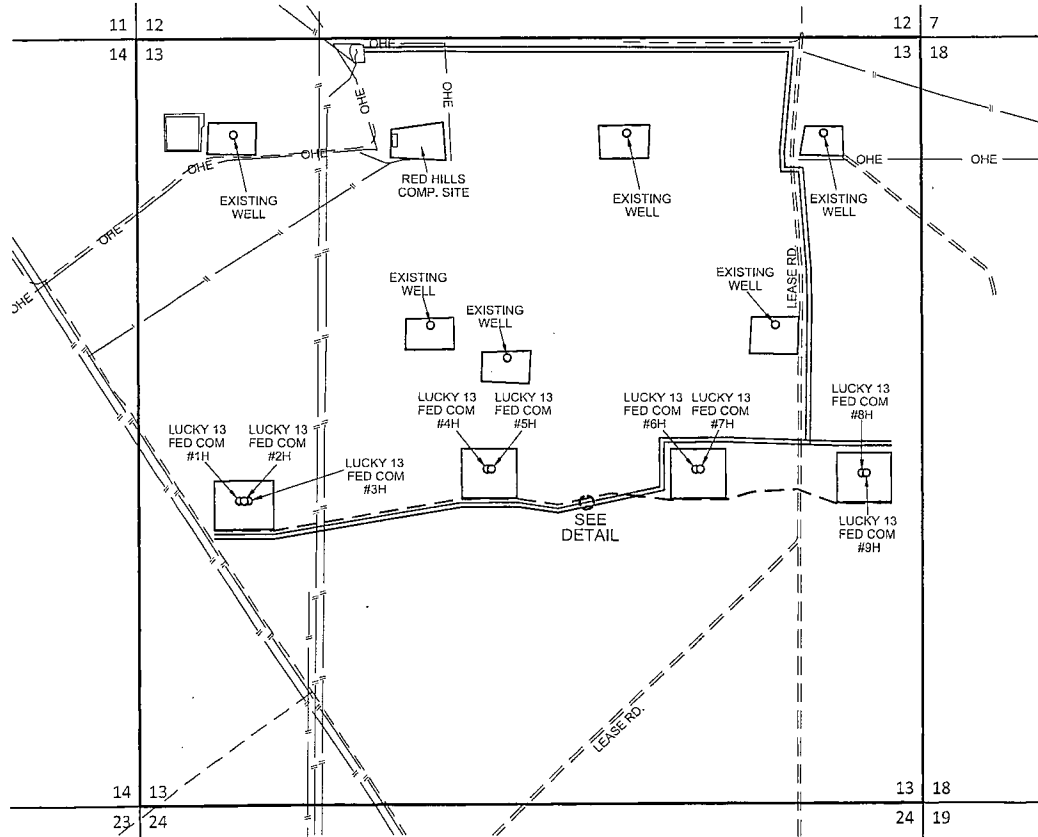 11 12
12 7
14 13
13 18
OHE
OHE
OHE
OHE
OHE
OHE
OHE
OHE
EXISTING
WELL
RED HILLS
COMP. SITE
EXISTING
WELL
EXISTING
WELL
OHE
OHE
LEASE RD.
EXISTING
WELL
EXISTING
WELL
EXISTING
WELL
LUCKY 13
FED COM
#1H
LUCKY 13
FED COM
#2H
LUCKY 13
FED COM
#3H
LUCKY 13
FED COM
#4H
LUCKY 13
FED COM
#5H
LUCKY 13
FED COM
#6H
LUCKY 13
FED COM
#7H
LUCKY 13
FED COM
#8H
SEE
DETAIL
LUCKY 13
FED COM
#9H
LEASE RD.
14 13
13 18
23 24
24 19